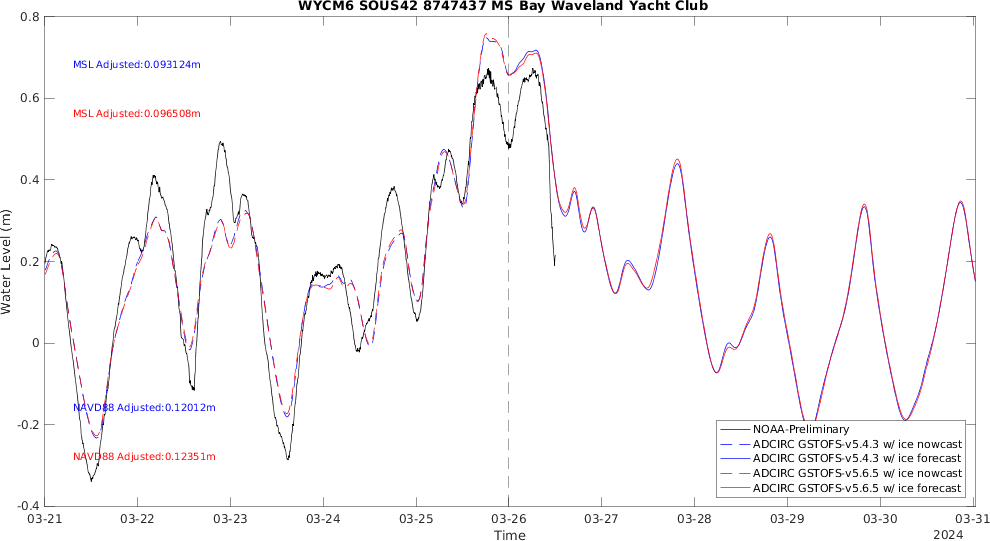 WYCM6 SOUS42 8747437 MS Bay Waveland Yacht Club
0.8
0.6
0.4
0.2
0
-0.2
-0.4
Water Level (m)
MSL Adjusted:0.093124m
MSL Adjusted:0.096508m
NAVD88 Adjusted:0.12012m
NAVD88 Adjusted:0.12351m
NOAA-Preliminary
ADCIRC GSTOFS-v5.4.3 w/ ice nowcast
ADCIRC GSTOFS-v5.4.3 w/ ice forecast
ADCIRC GSTOFS-v5.6.5 w/ ice nowcast
ADCIRC GSTOFS-v5.6.5 w/ ice forecast
03-21 03-22 03-23 03-24 03-25 03-26 03-27 03-28 03-29 03-30 03-31
Time
2024